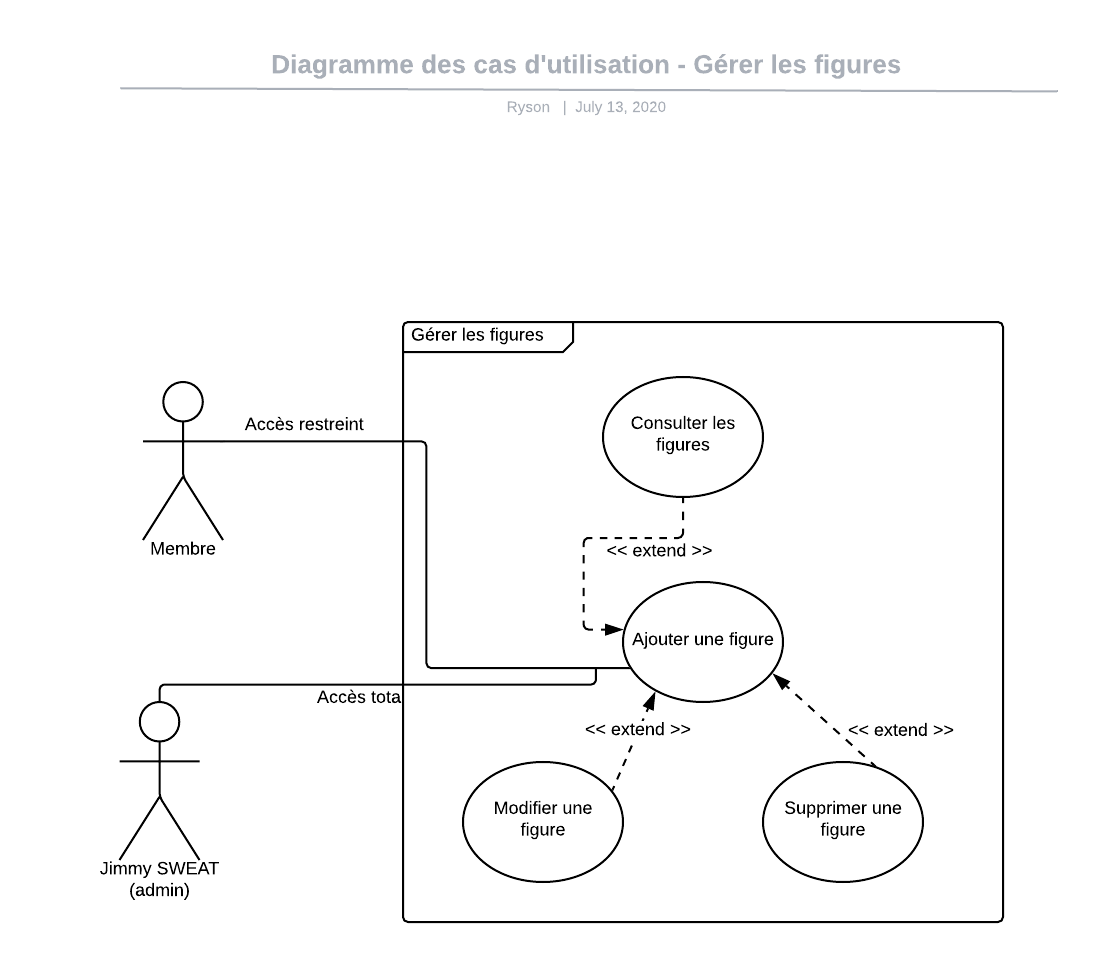 Diagramme des cas d'utilisation - Gérer les figures
Ryson | July 13, 2020
Gérer les figures
Accès restreint
Consulter les
figures
Membre
<< extend >>
Ajouter une figure
Accès tota
<< extend >>
<< extend >>
Modifier une
figure
Supprimer une
figure
Jimmy SWEAT
(admin)